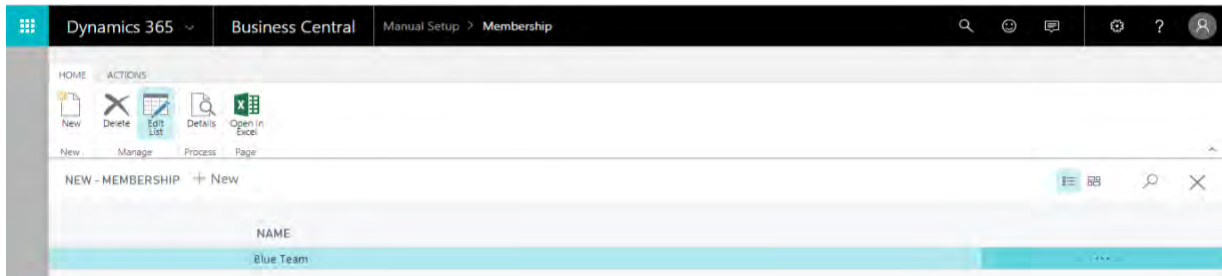 Dynamics 365 Business Central Manual Setup > Membership ?
HOME ACTIONS
New Delete Edit List Details Open in Excel
New Manage Process Page
NEW - MEMBERSHIP + New
NAME
Blue Team ...